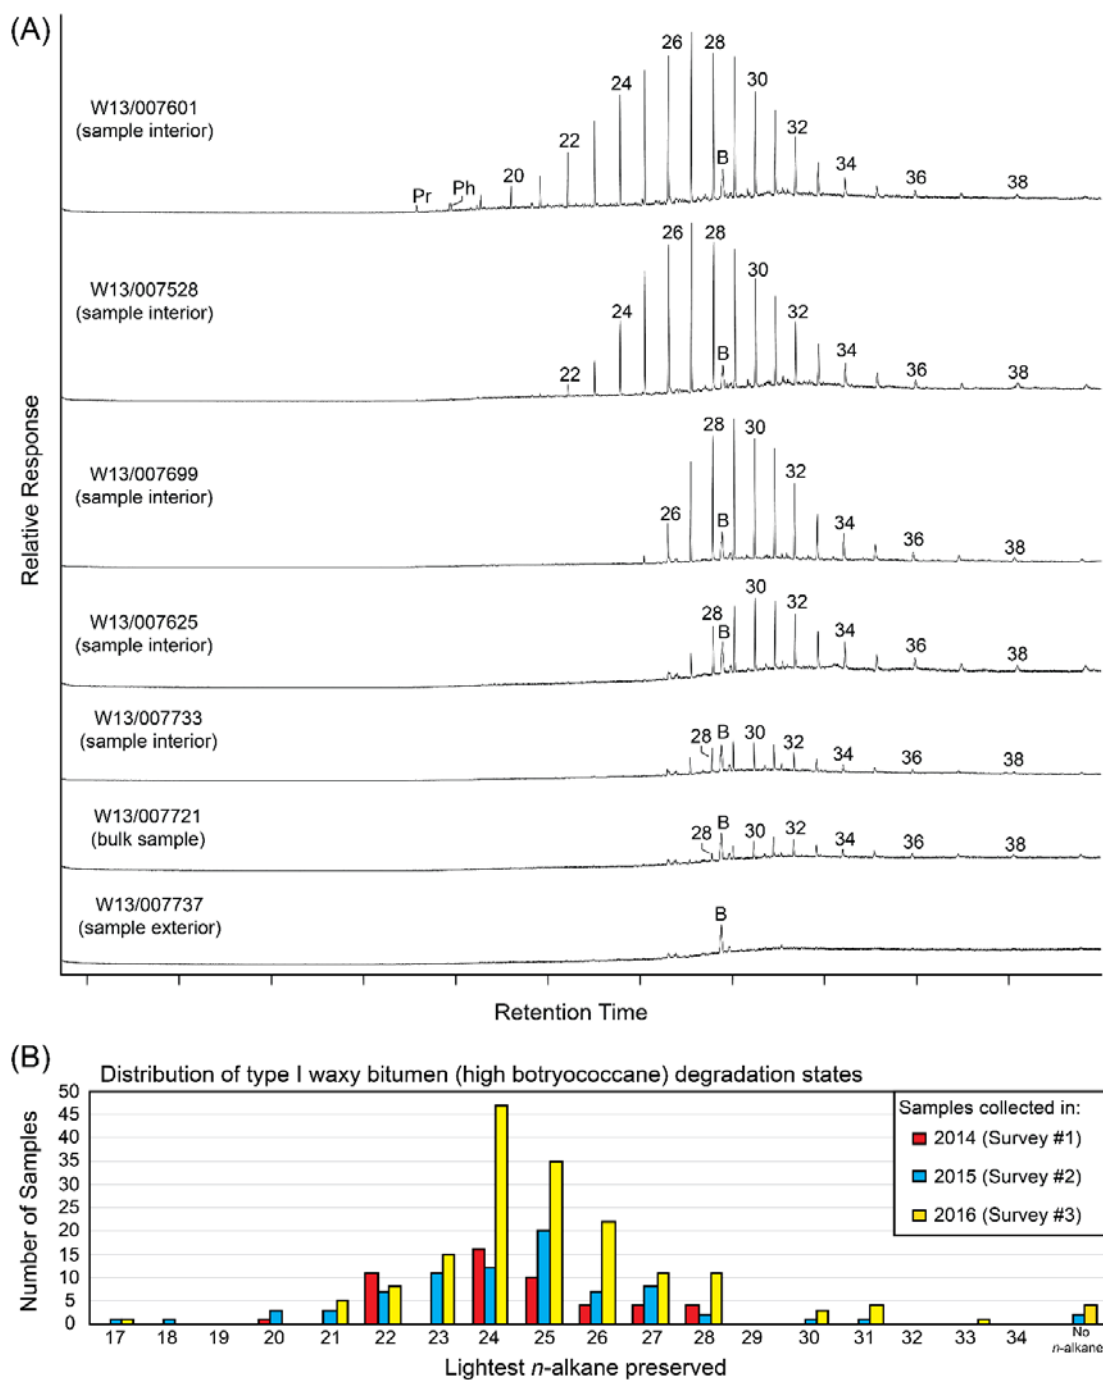 (A)
W13/007601
(sample interior)
Pr Ph 20 22 24 26 28 B 30 32 34 36 38
W13/007528
(sample interior)
22 24 26 28 B 30 32 34 36 38
W13/007699
(sample interior)
26 28 B 30 32 34 36 38
W13/007625
(sample interior)
28 B 30 32 34 36 38
W13/007733
(sample interior)
28 B 30 32 34 36 38
W13/007721
(bulk sample)
28 B 30 32 34 36 38
W13/007737
(sample exterior)
B
Relative Response
Retention Time
(B)
Distribution of type I waxy bitumen (high botryococcane) degradation states
Samples collected in:
2014 (Survey #1)
2015 (Survey #2)
2016 (Survey #3)
Number of Samples
50
45
40
35
30
25
20
15
10
5
0
17 18 19 20 21 22 23 24 25 26 27 28 29 30 31 32 33 34 No
n-alkane
Lightest n-alkane preserved